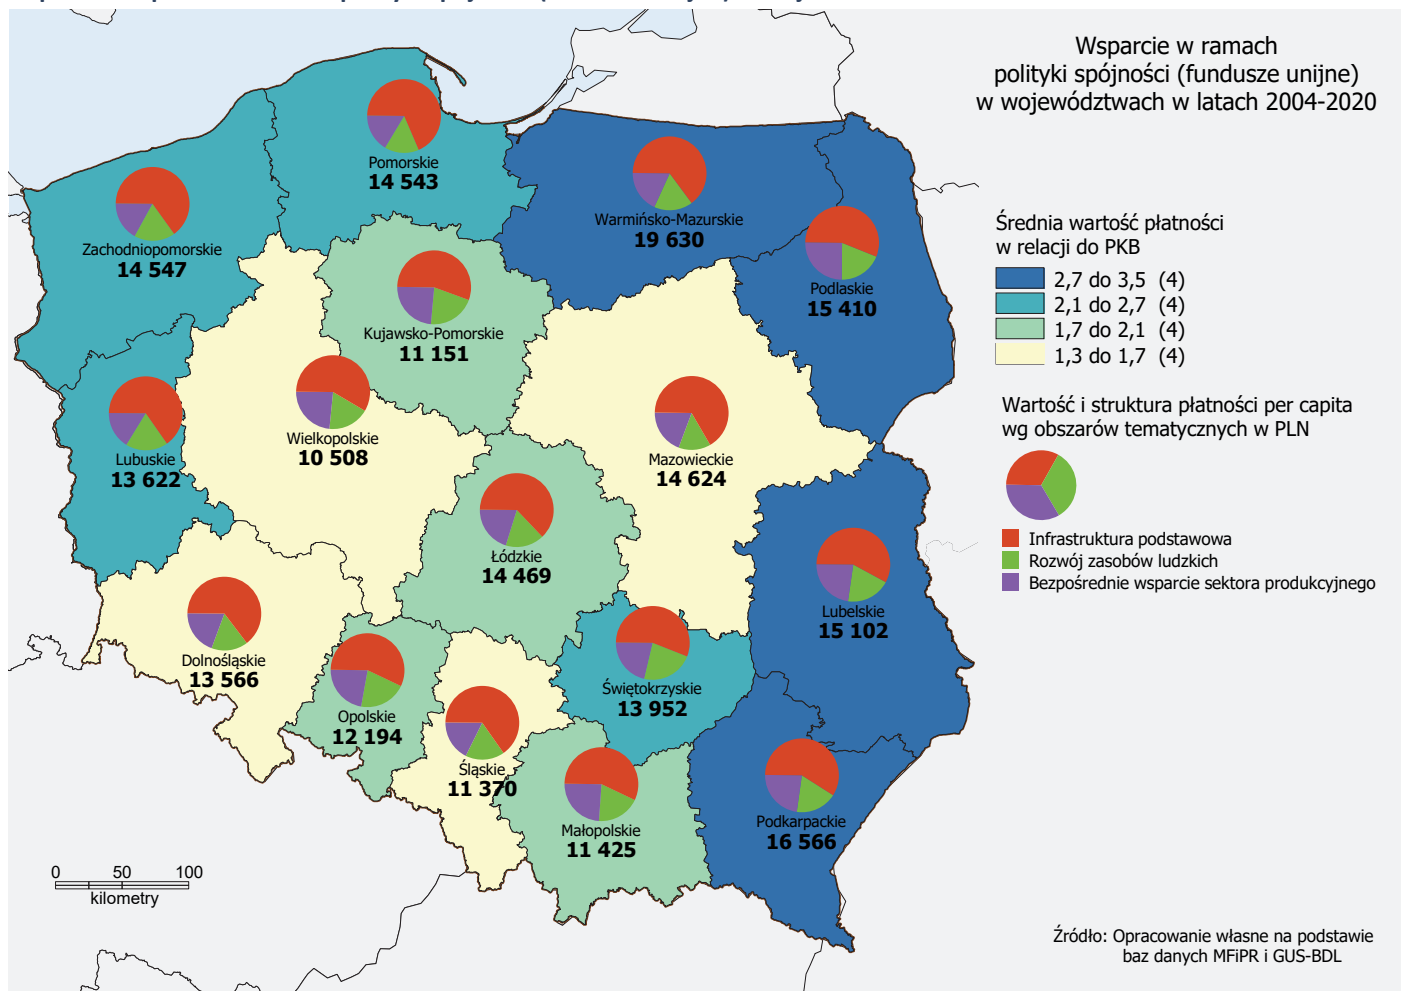 Wsparcie w ramach
polityki spójności (fundusze unijne)
w województwach w latach 2004-2020
Pomorskie
14 543
Zachodniopomorskie
14 547
Warmińsko-Mazurskie
19 630
Podlaskie
15 410
Kujawsko-Pomorskie
11 151
Średnia wartość płatności
w relacji do PKB
2,7 do 3,5 (4)
2,1 do 2,7 (4)
1,7 do 2,1 (4)
1,3 do 1,7 (4)
Wielkopolskie
10 508
Lubuskie
13 622
Mazowieckie
14 624
Wartość i struktura płatności per capita
wg obszarów tematycznych w PLN
Infrastruktura podstawowa
Rozwój zasobów ludzkich
Bezpośrednie wsparcie sektora produkcyjnego
Łódzkie
14 469
Lubelskie
15 102
Dolnośląskie
13 566
Świętokrzyskie
13 952
Opolskie
12 194
Śląskie
11 370
Małopolskie
11 425
Podkarpackie
16 566
0 50 100
kilometry
Źródło: Opracowanie własne na podstawie
baz danych MFiPR i GUS-BDL